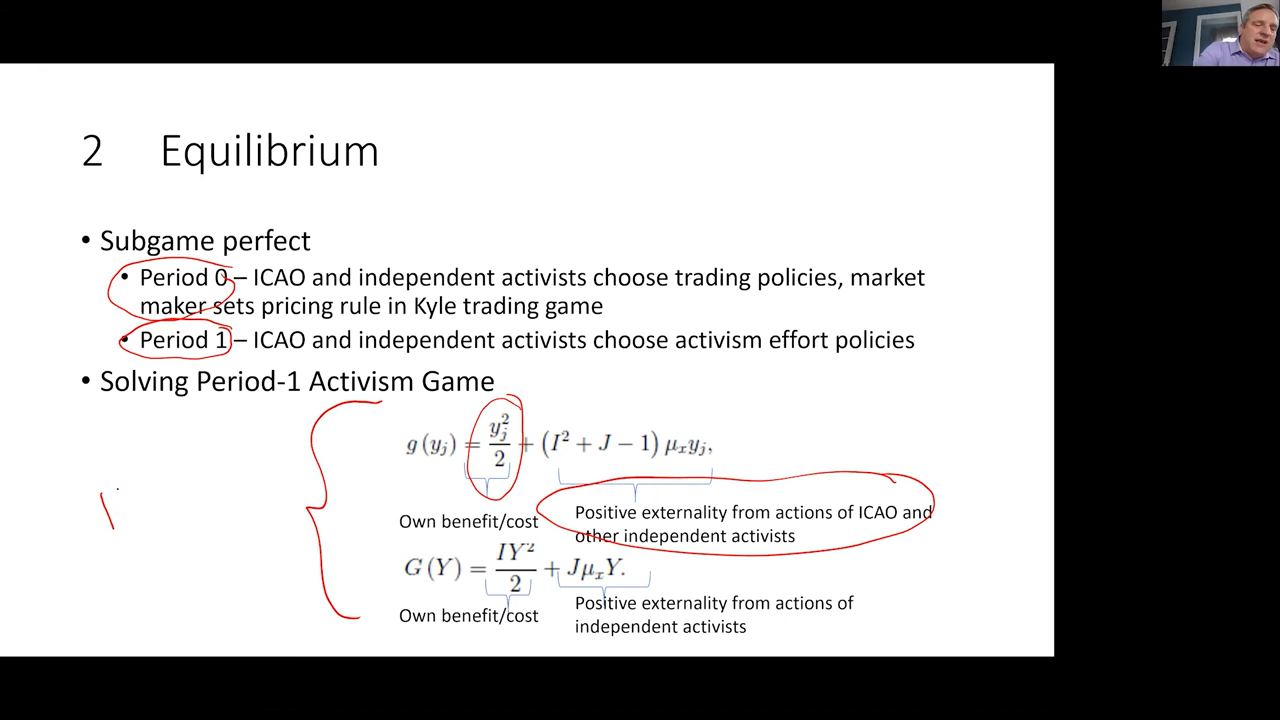 2 Equilibrium
• Subgame perfect
• Period 0 – ICAO and independent activists choose trading policies, market
maker sets pricing rule in Kyle trading game
• Period 1 – ICAO and independent activists choose activism effort policies
• Solving Period-1 Activism Game
g(y_j) = y_j^2/2 + (I^2 + J − 1) μ_x y_j,
Own benefit/cost
Positive externality from actions of ICAO and
other independent activists
G(Y) = IY^2/2 + Jμ_xY.
Own benefit/cost
Positive externality from actions of
independent activists